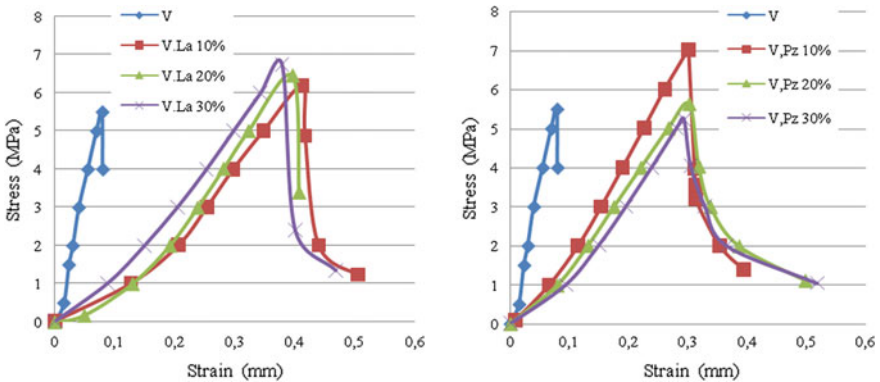 8
7
6
5
4
3
2
1
0
Stress (MPa)
0 0,1 0,2 0,3 0,4 0,5 0,6
Strain (mm)
V
V.La 10%
V.La 20%
V.La 30%
8
7
6
5
4
3
2
1
0
Stress (MPa)
0 0,1 0,2 0,3 0,4 0,5 0,6
Strain (mm)
V
V,Pz 10%
V,Pz 20%
V,Pz 30%